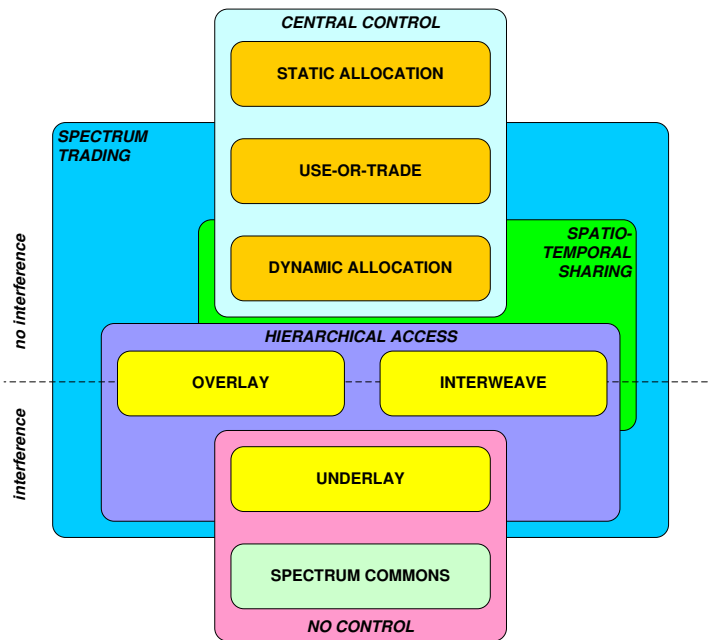 CENTRAL CONTROL
STATIC ALLOCATION
SPECTRUM
TRADING
USE-OR-TRADE
SPATIO-
TEMPORAL
SHARING
DYNAMIC ALLOCATION
no interference
HIERARCHICAL ACCESS
OVERLAY
INTERWEAVE
interference
UNDERLAY
SPECTRUM COMMONS
NO CONTROL